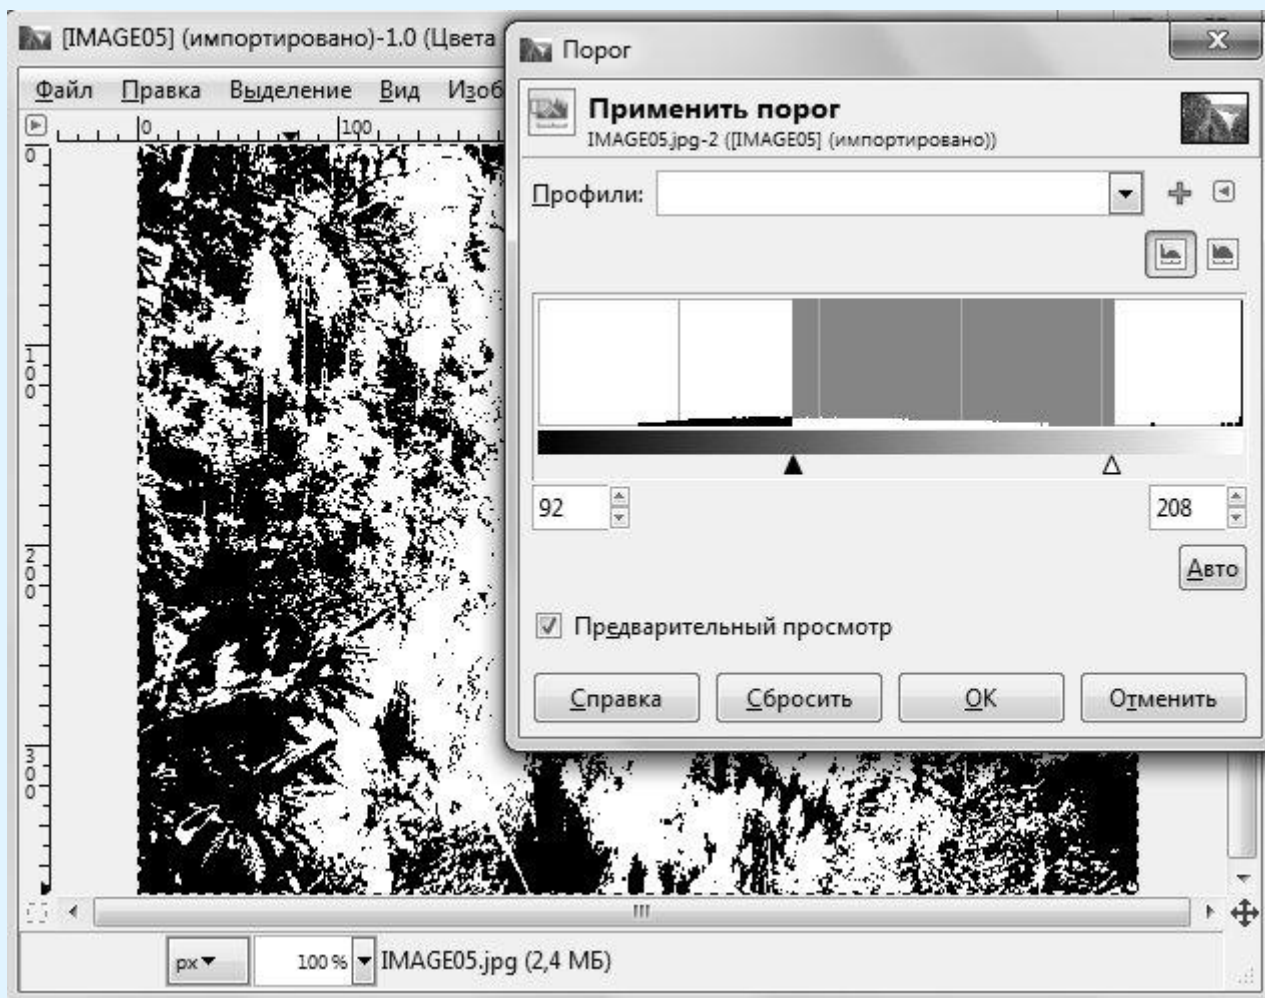 [IMAGE05] (импортировано)-1.0 (Цвета
Файл Правка Выделение Вид Изоб
0 100
0
100
200
300
Порог
Применить порог
IMAGE05.jpg-2 ([IMAGE05] (импортировано))
Профили:
92 208
Авто
Предварительный просмотр
Справка Сбросить OK Отменить
px 100 % IMAGE05.jpg (2,4 МБ)